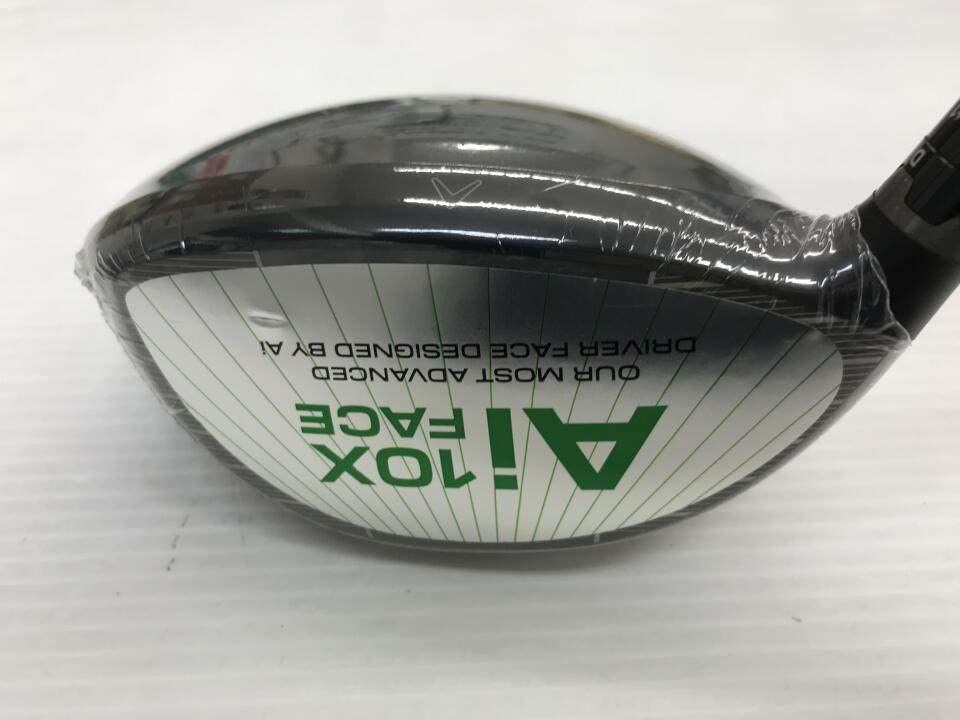 Ai 10X
FACE
OUR MOST ADVANCED
DRIVER FACE DESIGNED BY Ai
D